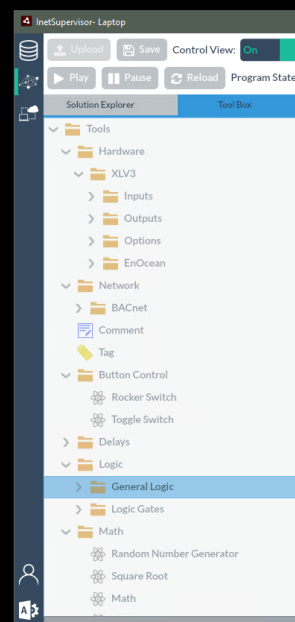 InetSupervisor- Laptop
Upload Save Control View: On
Play Pause Reload Program State
Solution Explorer Tool Box
Tools
Hardware
XLV3
Inputs
Outputs
Options
EnOcean
Network
BACnet
Comment
Tag
Button Control
Rocker Switch
Toggle Switch
Delays
Logic
General Logic
Logic Gates
Math
Random Number Generator
Square Root
Math